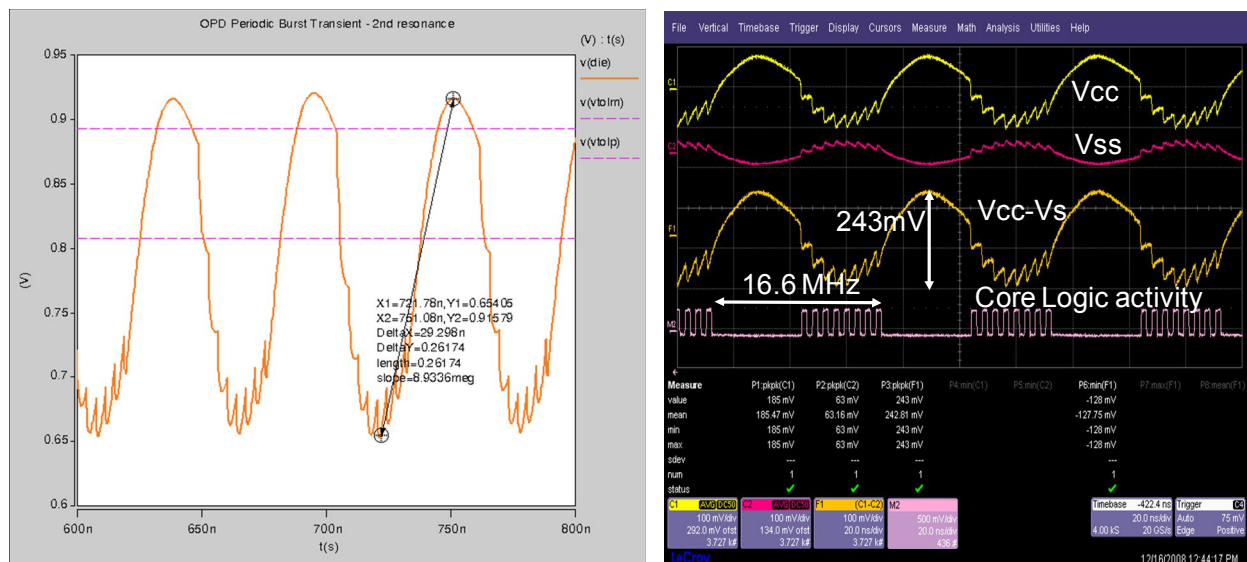 OPD Periodic Burst Transient - 2nd resonance
(V) : t(s)
v(die)
v(vtolm)
v(vtolp)
0.95
0.9
0.85
0.8
0.75
0.7
0.65
0.6
(V)
X1=721.78n,Y1=0.65405
X2=751.08n,Y2=0.91579
DeltaX=29.298n
DeltaY=0.26174
length=0.26174
slope=8.9336meg
600n 650n 700n 750n 800n
t(s)
File Vertical Timebase Trigger Display Cursors Measure Math Analysis Utilities Help
C1
Vcc
C2
Vss
Vcc-Vs
243mV
F1
16.6 MHz
Core Logic activity
M2
Measure P1:pkpk(C1) P2:pkpk(C2) P3:pkpk(F1) P4:min(C1) P5:min(C2) P6:min(F1) P7:max(F1) P8:mean(F1)
value 185 mV 63 mV 243 mV -128 mV
mean 185.47 mV 63.16 mV 242.81 mV -127.75 mV
min 185 mV 63 mV 243 mV -128 mV
max 185 mV 63 mV 243 mV -128 mV
sdev --- --- --- ---
num 1 1 1 1
status
C1 AVG DC50 C2 AVG DC50 F1 (C1-C2) M2 Timebase -422.4 ns Trigger C4
100 mV/div 100 mV/div 100 mV/div 500 mV/div 20.0 ns/div Auto 75 mV
292.0 mV ofst 134.0 mV ofst 20.0 ns/div 20.0 ns/div 4.00 kS 20 GS/s Edge Positive
3.727 k# 3.727 k# 3.727 k# 436 #
LeCroy 12/16/2008 12:44:17 PM